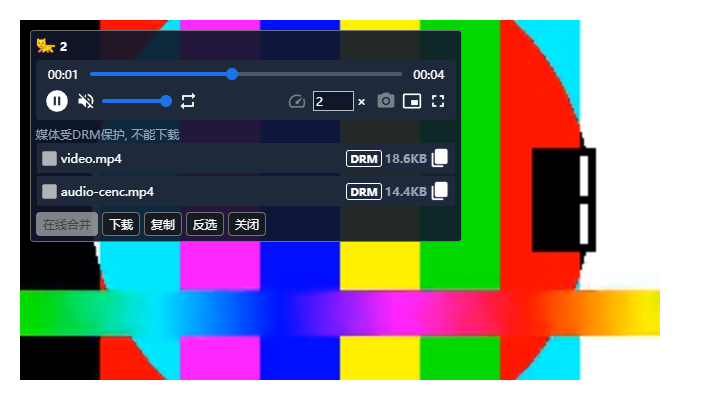 2
00:01 00:04
2 ×
媒体受DRM保护, 不能下载
video.mp4 DRM 18.6KB
audio-cenc.mp4 DRM 14.4KB
在线合并 下载 复制 反选 关闭